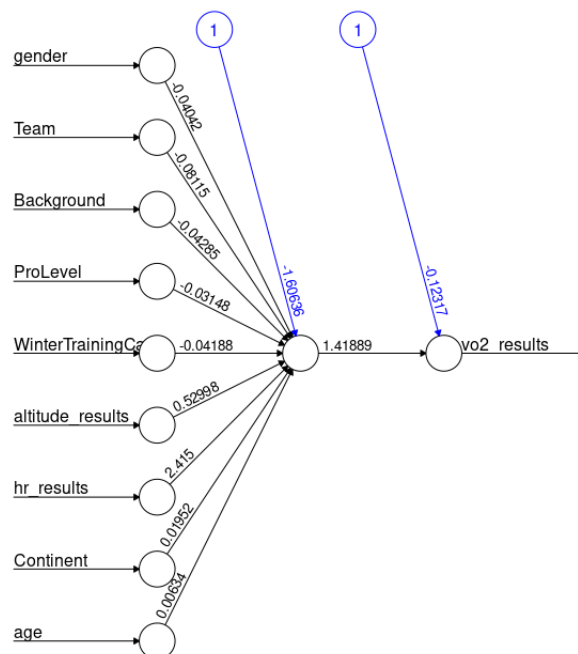 1
1
gender
-0.04042
Team
-0.08115
Background
-0.04285
ProLevel
-0.03148
-1.60636
-0.12317
WinterTrainingCa
-0.04188
1.41889
vo2_results
altitude_results
0.52998
hr_results
2.415
Continent
0.01952
age
0.00634